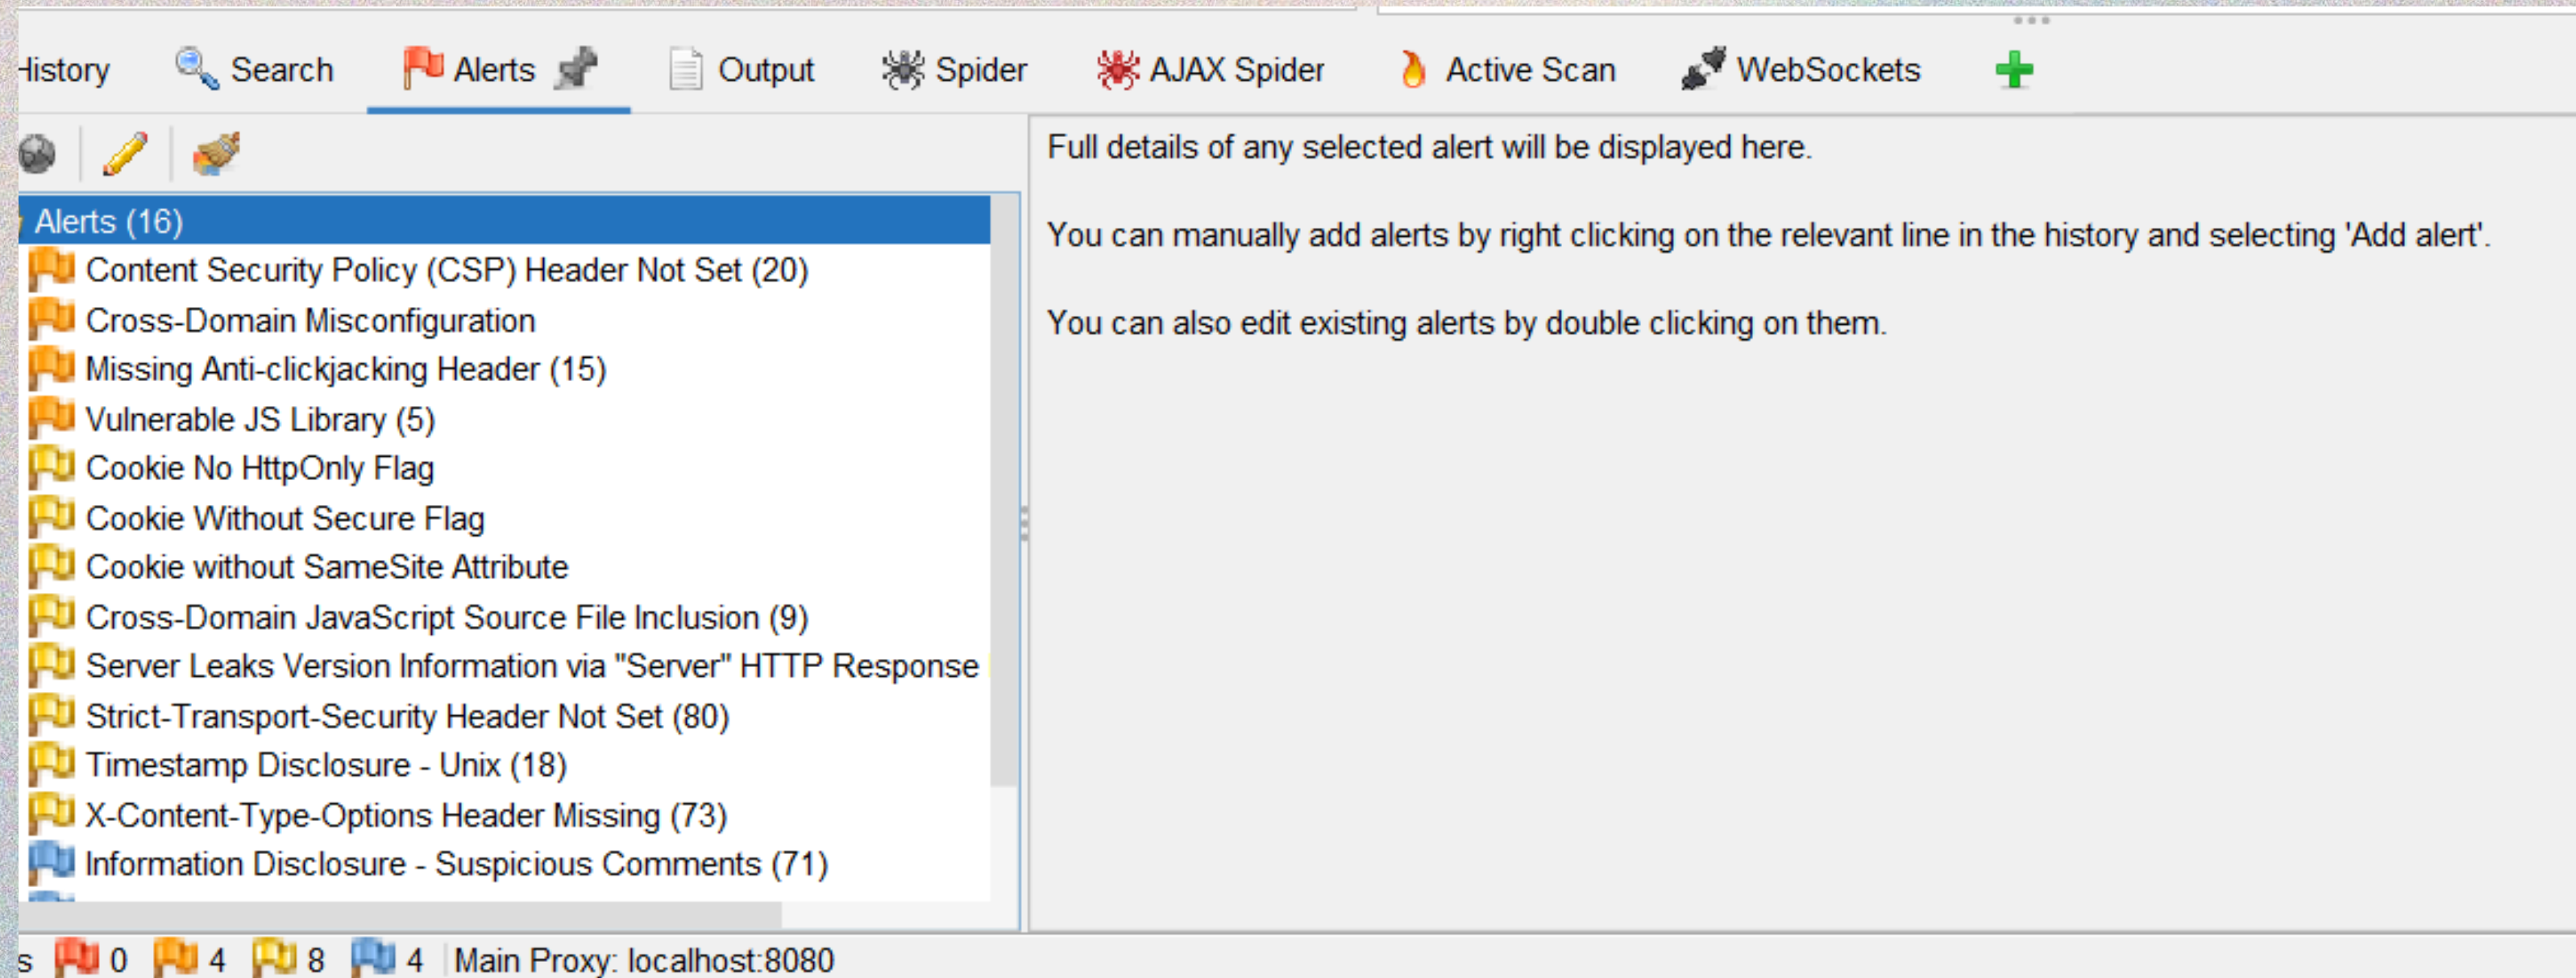 History Search Alerts Output Spider AJAX Spider Active Scan WebSockets
Alerts (16)
Content Security Policy (CSP) Header Not Set (20)
Cross-Domain Misconfiguration
Missing Anti-clickjacking Header (15)
Vulnerable JS Library (5)
Cookie No HttpOnly Flag
Cookie Without Secure Flag
Cookie without SameSite Attribute
Cross-Domain JavaScript Source File Inclusion (9)
Server Leaks Version Information via "Server" HTTP Response
Strict-Transport-Security Header Not Set (80)
Timestamp Disclosure - Unix (18)
X-Content-Type-Options Header Missing (73)
Information Disclosure - Suspicious Comments (71)
Full details of any selected alert will be displayed here.
You can manually add alerts by right clicking on the relevant line in the history and selecting 'Add alert'.
You can also edit existing alerts by double clicking on them.
s 0 4 8 4 Main Proxy: localhost:8080